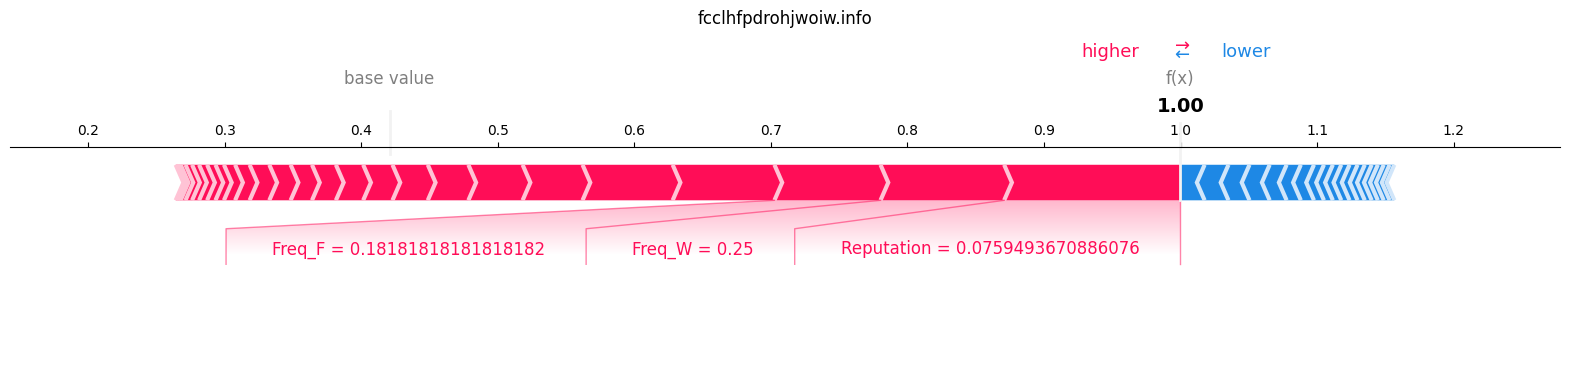 fcclhfpdrohjwoiw.info
higher ⇄ lower
base value f(x)
1.00
0.2 0.3 0.4 0.5 0.6 0.7 0.8 0.9 1.0 1.1 1.2
Freq_F = 0.18181818181818182 Freq_W = 0.25 Reputation = 0.0759493670886076